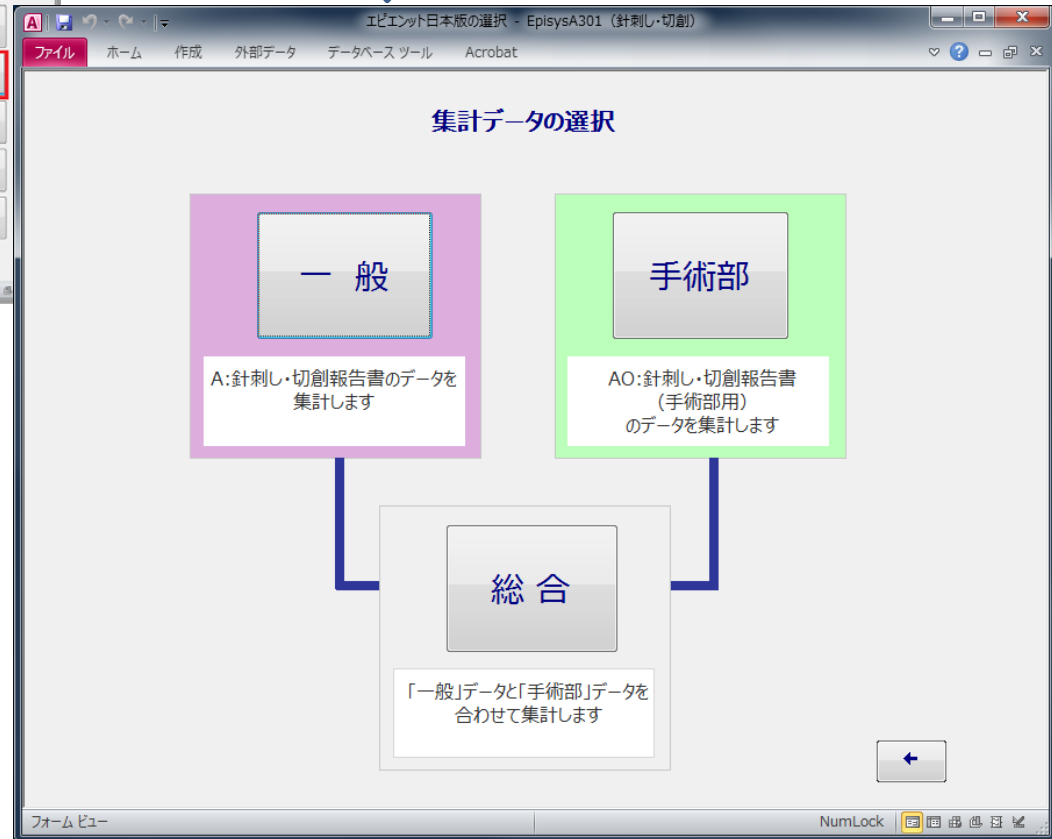 エピエンット日本版の選択 - EpisysA301（針刺し・切創）
ファイル ホーム 作成 外部データ データベース ツール Acrobat
集計データの選択
一 般
手術部
A:針刺し・切創報告書のデータを
集計します
AO:針刺し・切創報告書
（手術部用）
のデータを集計します
総 合
「一般」データと「手術部」データを
合わせて集計します
フォーム ビュー
NumLock